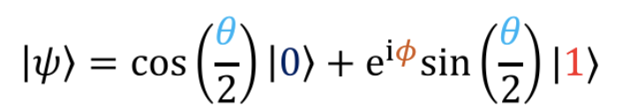 |ψ⟩ = cos(θ/2)|0⟩ + e^{iϕ} sin(θ/2)|1⟩